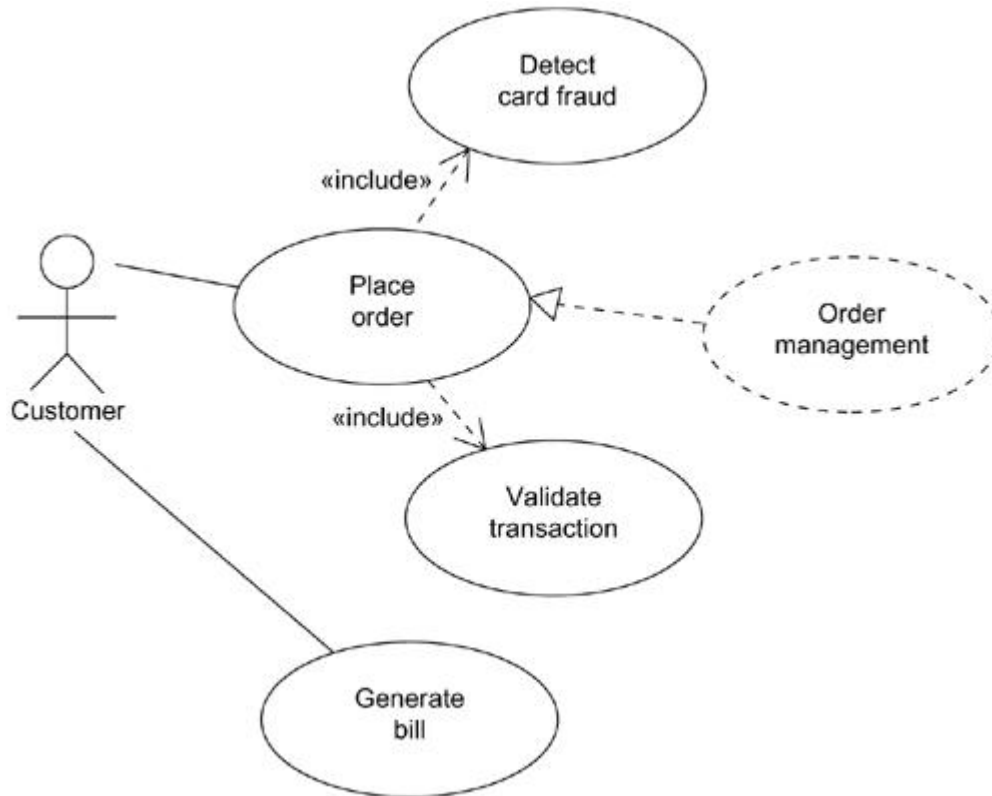 Detect
card fraud
«include»
Place
order
Order
management
Customer
«include»
Validate
transaction
Generate
bill